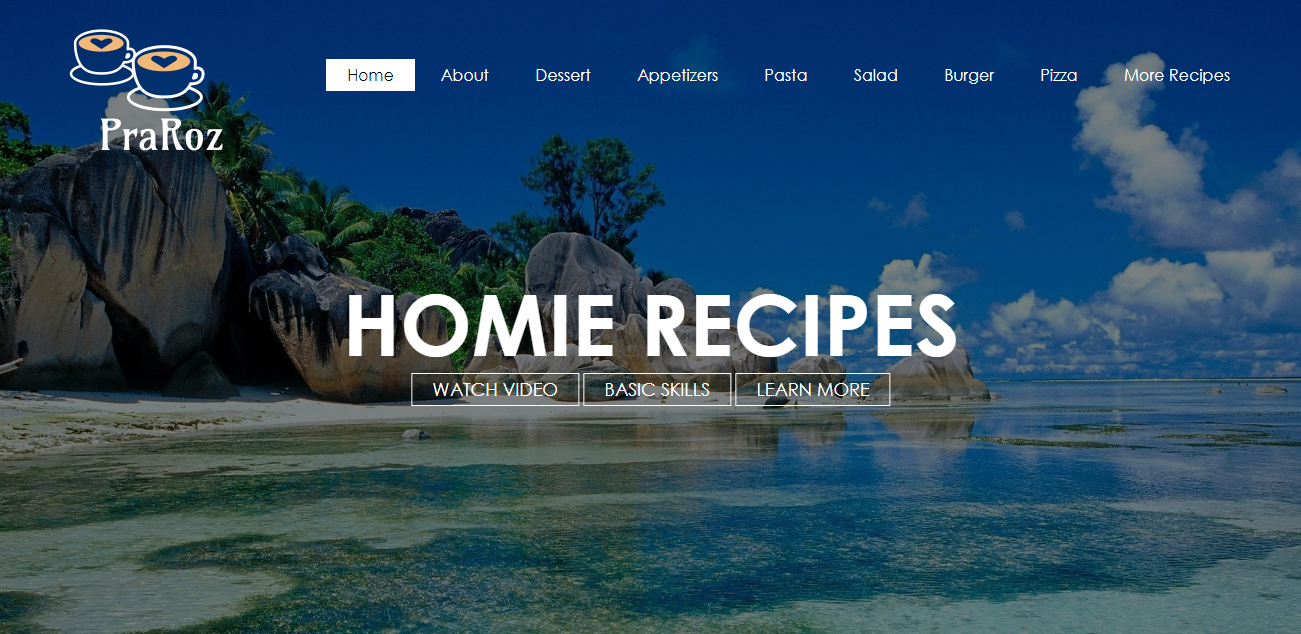 PraRoz
Home About Dessert Appetizers Pasta Salad Burger Pizza More Recipes
HOMIE RECIPES
WATCH VIDEO BASIC SKILLS LEARN MORE